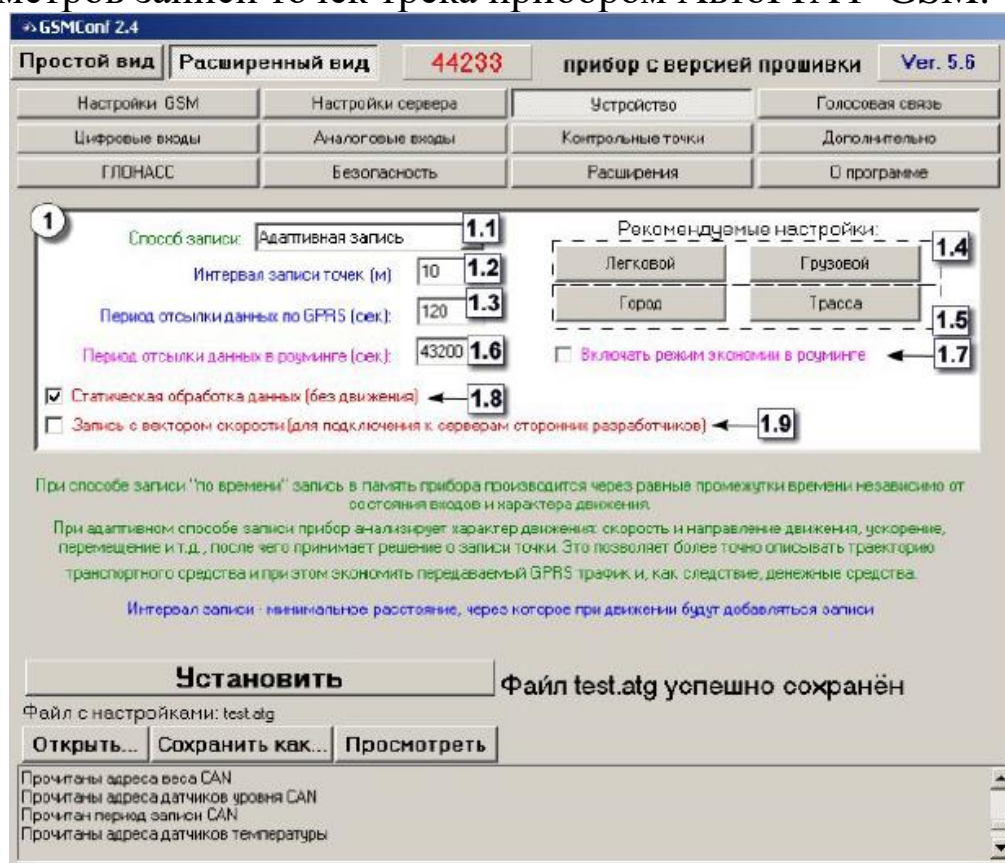 метров записи точек трека прибором АвтоГРАФ-GSM.
GSMConf 2.4
Простой вид Расширенный вид 44233 прибор с версией прошивки Ver. 5.6
Настройки GSM Настройки сервера Устройство Голосовая связь
Цифровые входы Аналоговые входы Контрольные точки Дополнительно
ГЛОНАСС Безопасность Расширения О программе
1
Способ записи: Адаптивная запись 1.1
Рекомендуемые настройки:
Интервал записи точек (м) 10 1.2
Легковой Грузовой 1.4
Период отсылки данных по GPRS (сек): 120 1.3
Город Трасса 1.5
Период отсылки данных в роуминге (сек): 43200 1.6
Включать режим экономии в роуминге 1.7
Статическая обработка данных (без движения) 1.8
Запись с вектором скорости (для подключения к серверам сторонних разработчиков) 1.9
При способе записи "по времени" запись в память прибора производится через равные промежутки времени независимо от
состояния входов и характера движения.
При адаптивном способе записи прибор анализирует характер движения: скорость и направление движения, ускорение,
перемещение и т.д., после чего принимает решение о записи точки. Это позволяет более точно описывать траекторию
транспортного средства и при этом экономить передаваемый GPRS трафик и, как следствие, денежные средства.
Интервал записи - минимальное расстояние, через которое при движении будут добавляться записи
Установить
Файл test.atg успешно сохранён
Файл с настройками: test.atg
Открыть... Сохранить как... Просмотреть
Прочитаны адреса веса CAN
Прочитаны адреса датчиков уровня CAN
Прочитан период записи CAN
Прочитаны адреса датчиков температуры